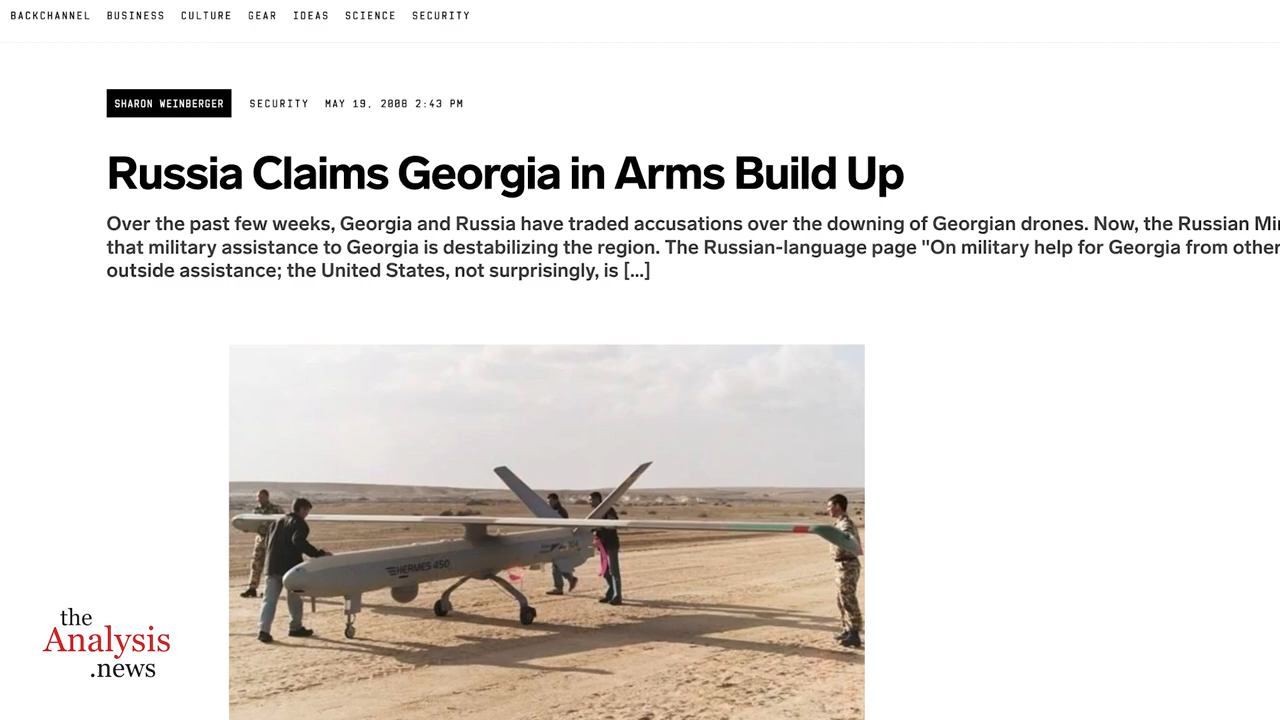 BACKCHANNEL BUSINESS CULTURE GEAR IDEAS SCIENCE SECURITY
SHARON WEINBERGER SECURITY MAY 19, 2008 2:43 PM
Russia Claims Georgia in Arms Build Up
Over the past few weeks, Georgia and Russia have traded accusations over the downing of Georgian drones. Now, the Russian Min
that military assistance to Georgia is destabilizing the region. The Russian-language page "On military help for Georgia from other
outside assistance; the United States, not surprisingly, is [...]
HERMES 450
the
Analysis
.news